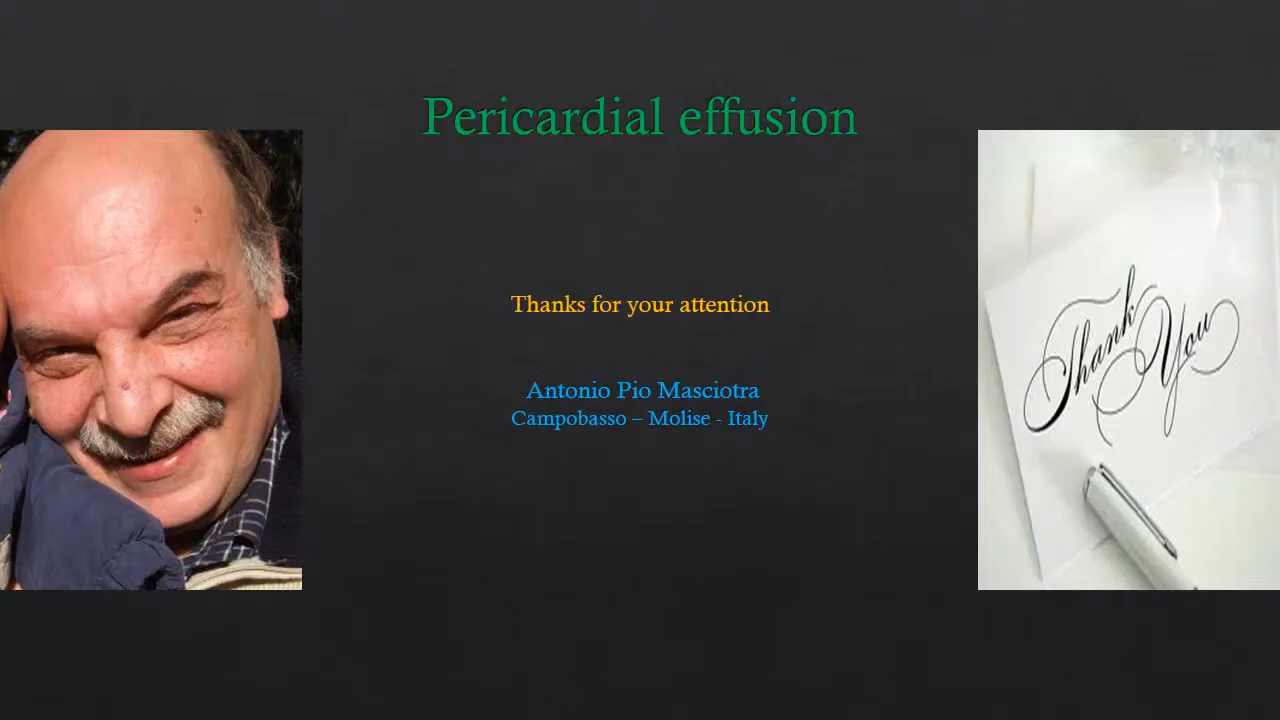 Pericardial effusion
Thanks for your attention
Antonio Pio Masciotra
Campobasso – Molise - Italy
Thank You